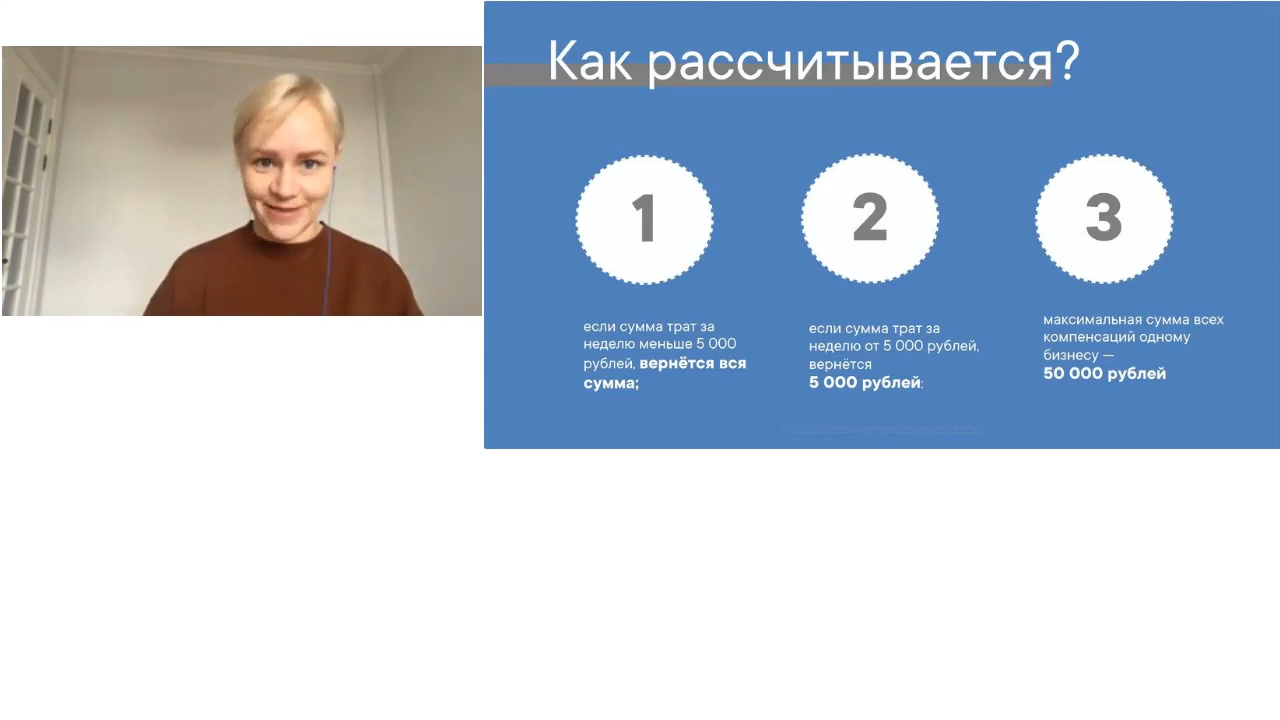 Как рассчитывается?
1
2
3
если сумма трат за
неделю меньше 5 000
рублей, вернётся вся
сумма;
если сумма трат за
неделю от 5 000 рублей,
вернётся
5 000 рублей;
максимальная сумма всех
компенсаций одному
бизнесу —
50 000 рублей